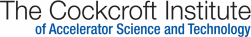 The Cockcroft Institute
of Accelerator Science and Technology